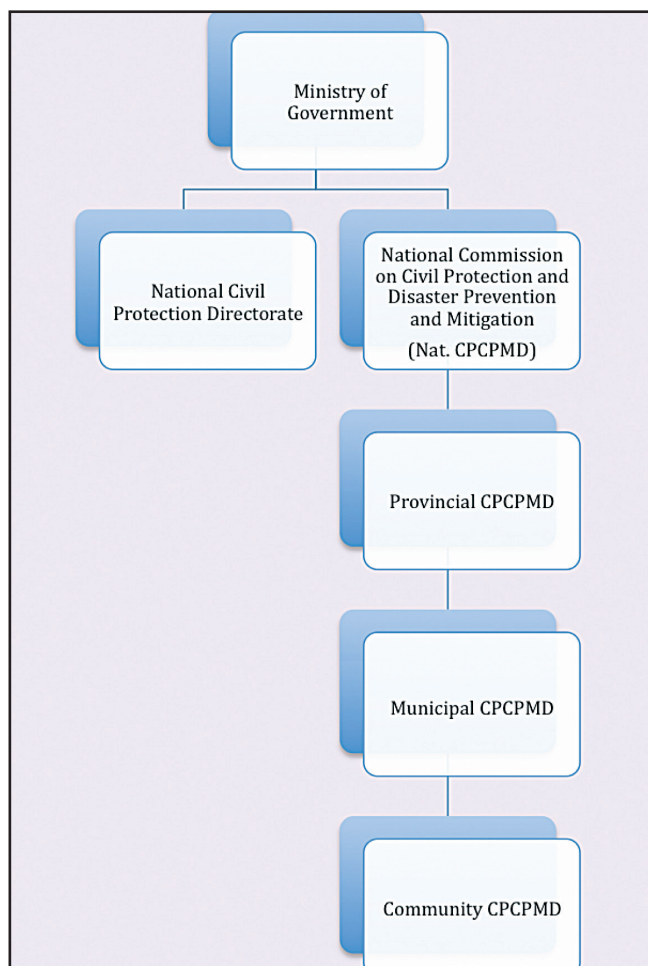 Ministry of
Government
National Civil
Protection Directorate
National Commission
on Civil Protection and
Disaster Prevention
and Mitigation
(Nat. CPCPMD)
Provincial CPCPMD
Municipal CPCPMD
Community CPCPMD